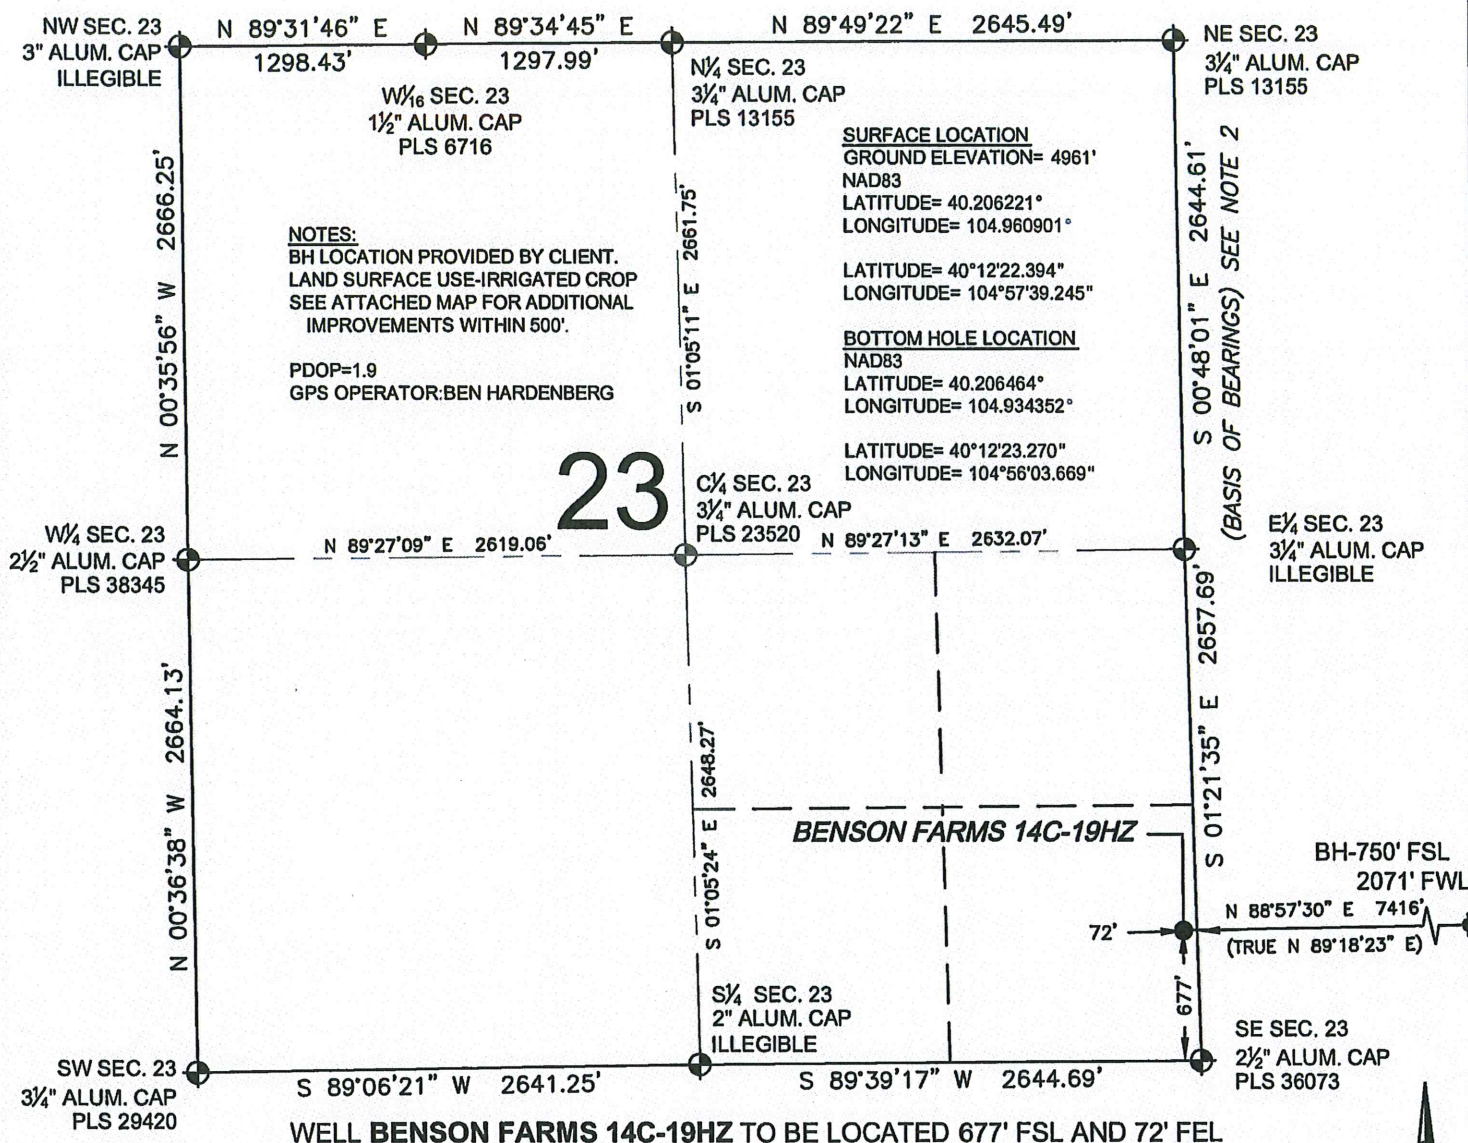 NW SEC. 23
3" ALUM. CAP
ILLEGIBLE
N 89°31'46" E
1298.43'
N 89°34'45" E
1297.99'
N 89°49'22" E 2645.49'
NE SEC. 23
3¼" ALUM. CAP
PLS 13155
W⅟16 SEC. 23
1½" ALUM. CAP
PLS 6716
N¼ SEC. 23
3¼" ALUM. CAP
PLS 13155
SURFACE LOCATION
GROUND ELEVATION= 4961'
NAD83
LATITUDE= 40.206221°
LONGITUDE= 104.960901°
LATITUDE= 40°12'22.394"
LONGITUDE= 104°57'39.245"
BOTTOM HOLE LOCATION
NAD83
LATITUDE= 40.206464°
LONGITUDE= 104.934352°
LATITUDE= 40°12'23.270"
LONGITUDE= 104°56'03.669"
NOTES:
BH LOCATION PROVIDED BY CLIENT.
LAND SURFACE USE-IRRIGATED CROP
SEE ATTACHED MAP FOR ADDITIONAL
IMPROVEMENTS WITHIN 500'.
PDOP=1.9
GPS OPERATOR:BEN HARDENBERG
N 00°35'56" W 2666.25'
S 01°05'11" E 2661.75'
S 00°48'01" E 2644.61'
(BASIS OF BEARINGS) SEE NOTE 2
23
C¼ SEC. 23
3¼" ALUM. CAP
PLS 23520
W¼ SEC. 23
2½" ALUM. CAP
PLS 38345
N 89°27'09" E 2619.06'
N 89°27'13" E 2632.07'
E¼ SEC. 23
3¼" ALUM. CAP
ILLEGIBLE
N 00°36'38" W 2664.13'
S 01°05'24" E 2648.27'
S 01°21'35" E 2657.69'
BENSON FARMS 14C-19HZ
BH-750' FSL
2071' FWL
N 88°57'30" E 7416'
(TRUE N 89°18'23" E)
72'
677'
S¼ SEC. 23
2" ALUM. CAP
ILLEGIBLE
SE SEC. 23
2½" ALUM. CAP
PLS 36073
SW SEC. 23
3¼" ALUM. CAP
PLS 29420
S 89°06'21" W 2641.25'
S 89°39'17" W 2644.69'
WELL BENSON FARMS 14C-19HZ TO BE LOCATED 677' FSL AND 72' FEL